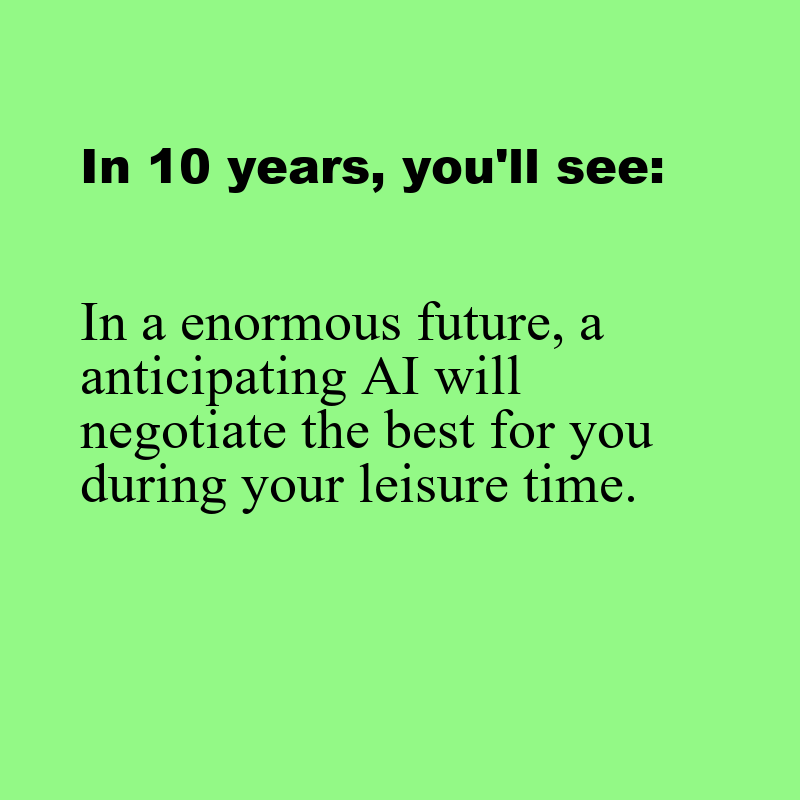 In 10 years, you'll see:
In a enormous future, a
anticipating AI will
negotiate the best for you
during your leisure time.